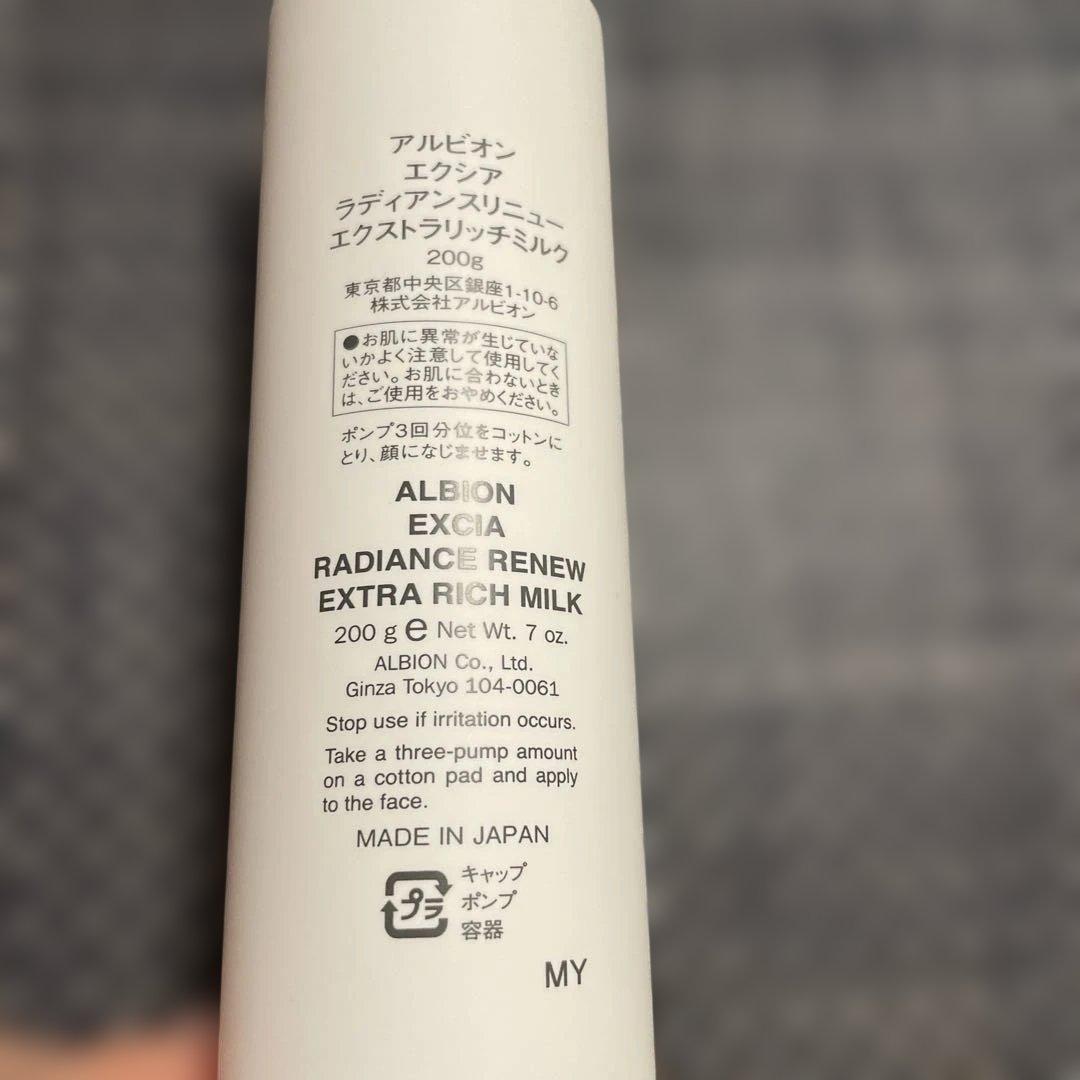 アルビオン
エクシア
ラディアンスリニュー
エクストラリッチミルク
200g
東京都中央区銀座1-10-6
株式会社アルビオン
●お肌に異常が生じていな
いかよく注意して使用してく
ださい。お肌に合わないとき
は、ご使用をおやめください。
ポンプ3回分位をコットンに
とり、顔になじませます。
ALBION
EXCIA
RADIANCE RENEW
EXTRA RICH MILK
200 g e Net Wt. 7 oz.
ALBION Co., Ltd.
Ginza Tokyo 104-0061
Stop use if irritation occurs.
Take a three-pump amount
on a cotton pad and apply
to the face.
MADE IN JAPAN
プラ
キャップ
ポンプ
容器
MY